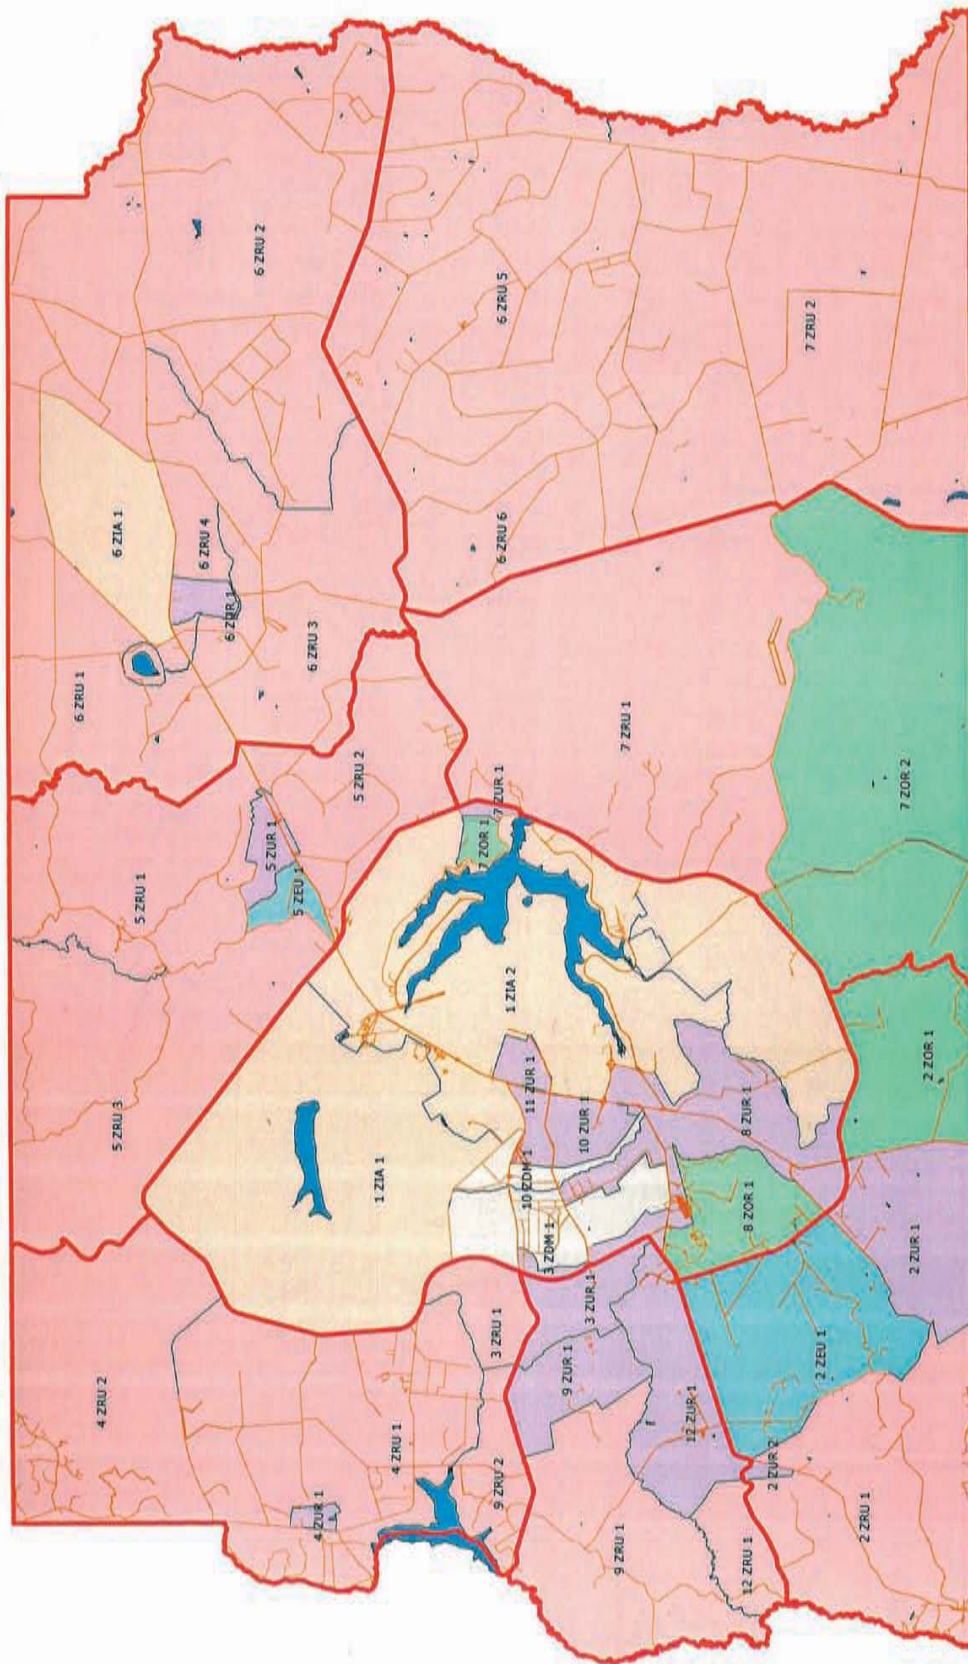 6 ZRU 2
6 ZRU 5
7 ZRU 2
6 ZIA 1
6 ZRU 4
6 ZRU 6
6 ZUR 1
6 ZRU 3
6 ZRU 1
7 ZRU 1
5 ZRU 2
7 ZUR 1
7 ZOR 2
5 ZUR 1
7 ZOR 1
5 ZEU 1
5 ZRU 1
1 ZIA 2
2 ZOR 1
11 ZUR 1
10 ZUR 1
8 ZUR 1
5 ZRU 3
1 ZIA 1
10 ZDM 1
8 ZOR 1
3 ZDM 1
2 ZUR 1
3 ZUR 1
3 ZRU 1
9 ZUR 1
2 ZEU 1
4 ZRU 2
12 ZUR 1
4 ZRU 1
2 ZUR 2
9 ZRU 2
4 ZUR 1
2 ZRU 1
9 ZRU 1
12 ZRU 1